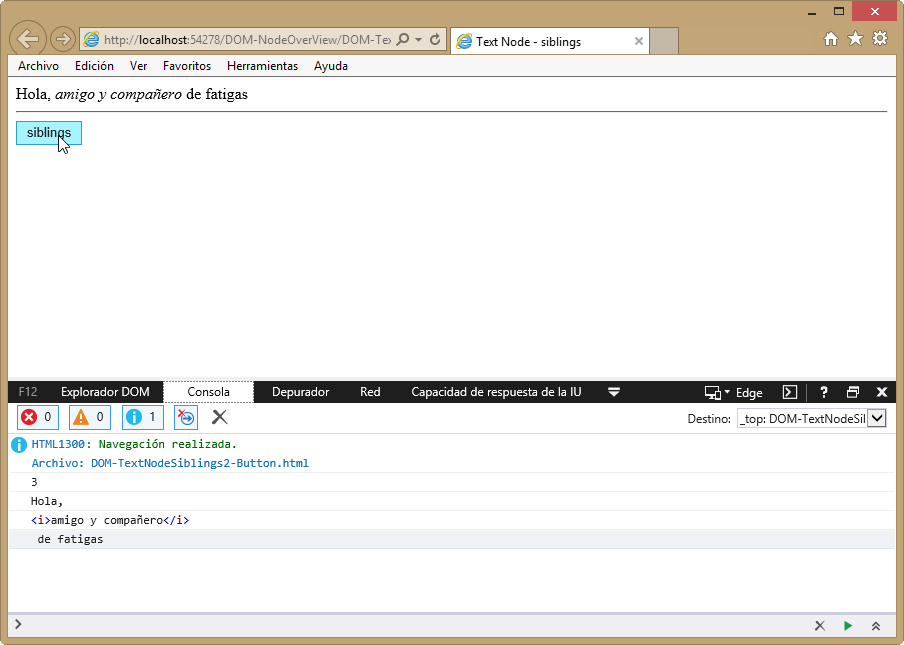 http://localhost:54278/DOM-NodeOverView/DOM-Te
Text Node - siblings
Archivo Edición Ver Favoritos Herramientas Ayuda
Hola, amigo y compañero de fatigas
siblings
F12 Explorador DOM Consola Depurador Red Capacidad de respuesta de la IU Edge ?
0 0 1 Destino: _top: DOM-TextNodeSil
HTML1300: Navegación realizada.
Archivo: DOM-TextNodeSiblings2-Button.html
3
Hola,
<i>amigo y compañero</i>
de fatigas